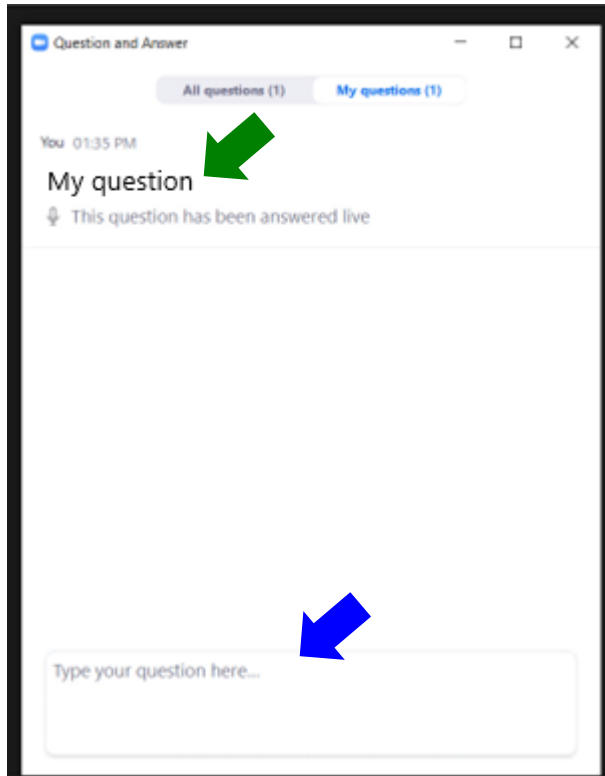 Question and Answer
All questions (1) My questions (1)
You 01:35 PM
My question
This question has been answered live
Type your question here...